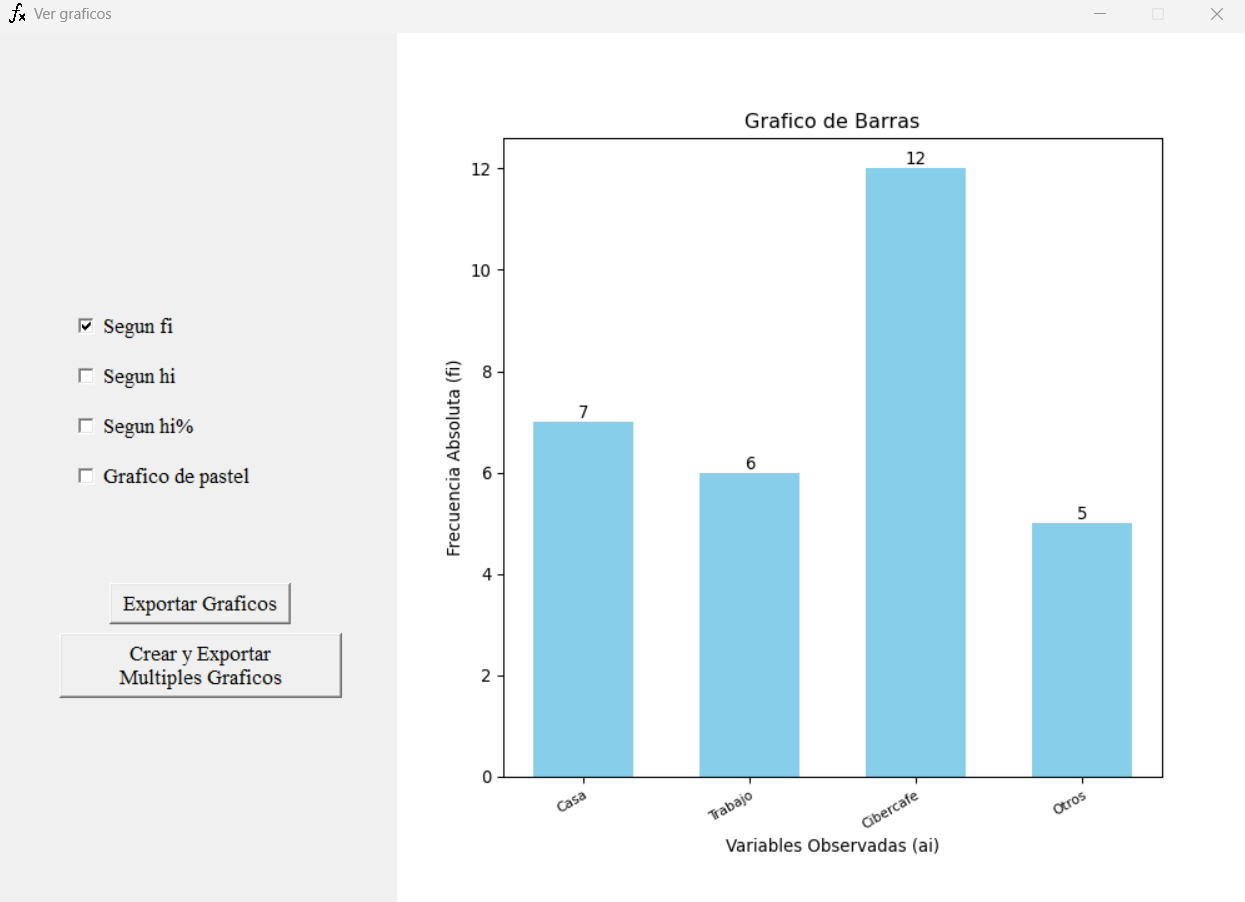 Ver graficos
Segun fi
Segun hi
Segun hi%
Grafico de pastel
Exportar Graficos
Crear y Exportar
Multiples Graficos
Grafico de Barras
Frecuencia Absoluta (fi)
12
10
8
6
4
2
0
7
6
12
5
Casa
Trabajo
Cibercafe
Otros
Variables Observadas (ai)